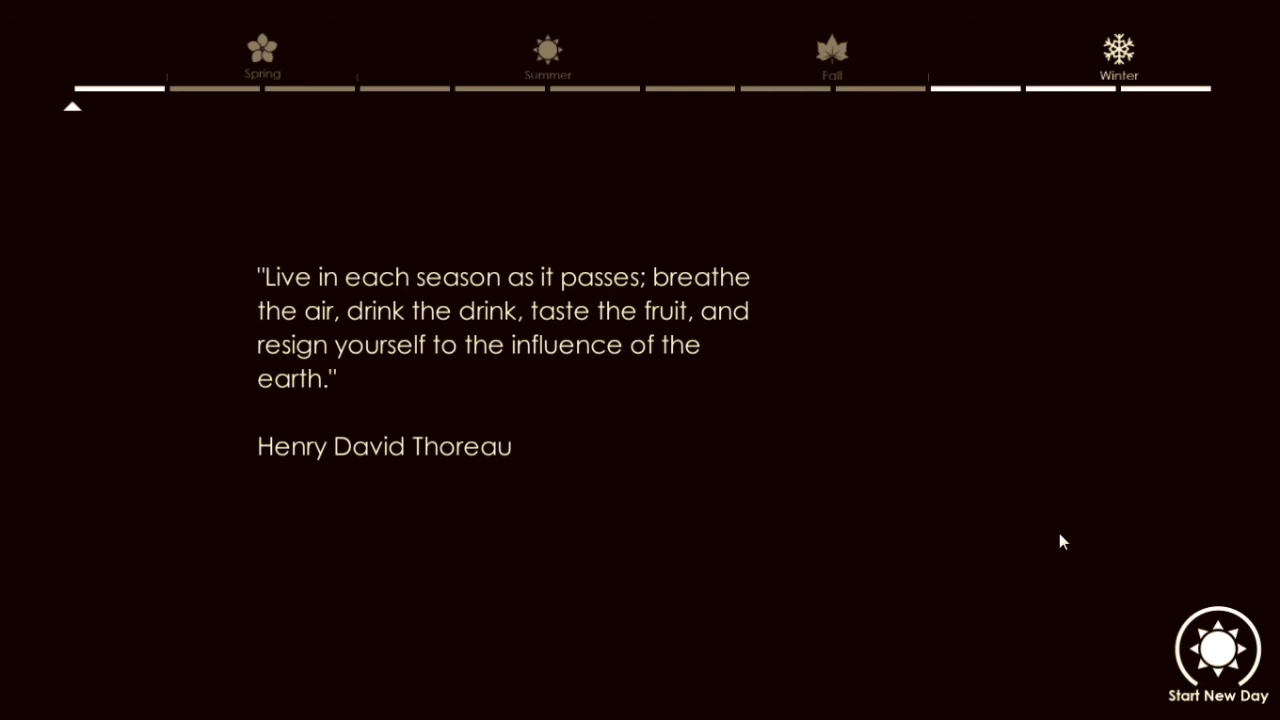 Spring Summer Fall Winter
"Live in each season as it passes; breathe
the air, drink the drink, taste the fruit, and
resign yourself to the influence of the
earth."
Henry David Thoreau
Start New Day